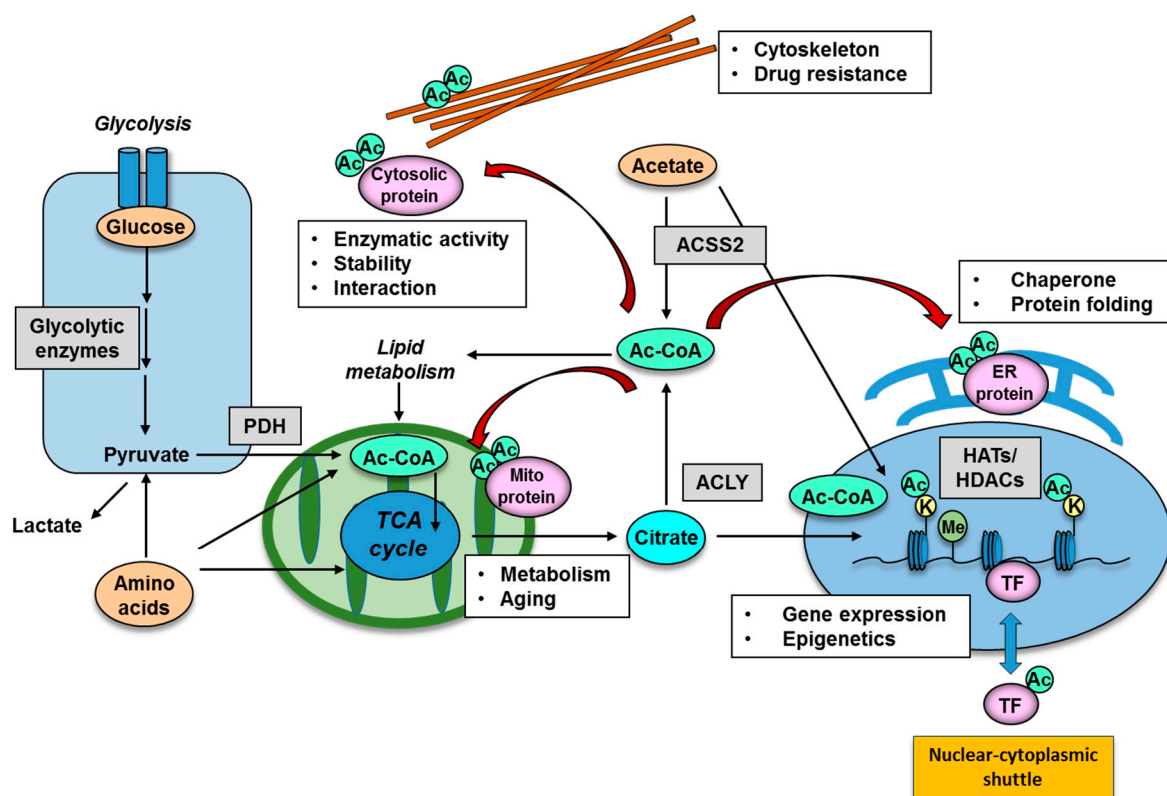 • Cytoskeleton
• Drug resistance
Ac
Ac
Glycolysis
Ac
Ac
Cytosolic
protein
Acetate
Glucose
• Enzymatic activity
• Stability
• Interaction
ACSS2
• Chaperone
• Protein folding
Glycolytic
enzymes
Lipid
metabolism
Ac-CoA
Ac
Ac
ER
protein
PDH
Pyruvate
Ac-CoA
Ac
Ac
Mito
protein
ACLY
Ac-CoA
HATs/
HDACs
Ac
K
Ac
K
Me
Lactate
TCA
cycle
Citrate
TF
Amino
acids
• Metabolism
• Aging
• Gene expression
• Epigenetics
Ac
TF
Nuclear-cytoplasmic
shuttle